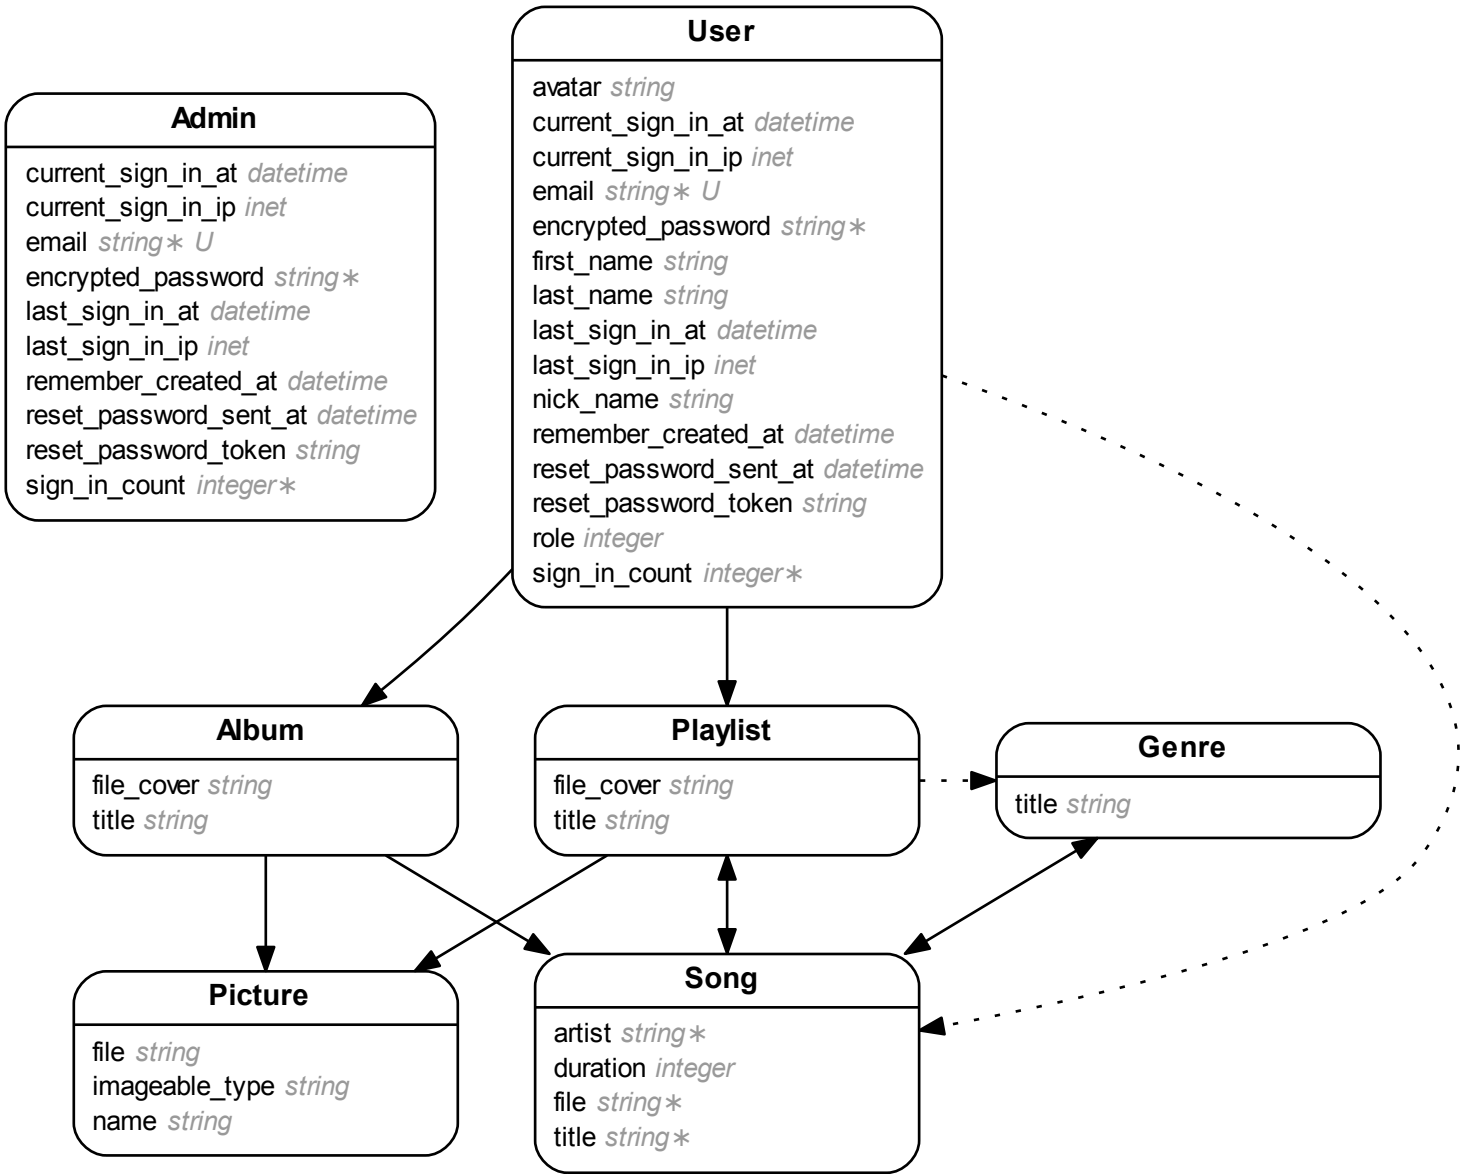 User
avatar string
current_sign_in_at datetime
current_sign_in_ip inet
email string∗ U
encrypted_password string∗
first_name string
last_name string
last_sign_in_at datetime
last_sign_in_ip inet
nick_name string
remember_created_at datetime
reset_password_sent_at datetime
reset_password_token string
role integer
sign_in_count integer∗
Admin
current_sign_in_at datetime
current_sign_in_ip inet
email string∗ U
encrypted_password string∗
last_sign_in_at datetime
last_sign_in_ip inet
remember_created_at datetime
reset_password_sent_at datetime
reset_password_token string
sign_in_count integer∗
Album
file_cover string
title string
Playlist
file_cover string
title string
Genre
title string
Picture
file string
imageable_type string
name string
Song
artist string∗
duration integer
file string∗
title string∗